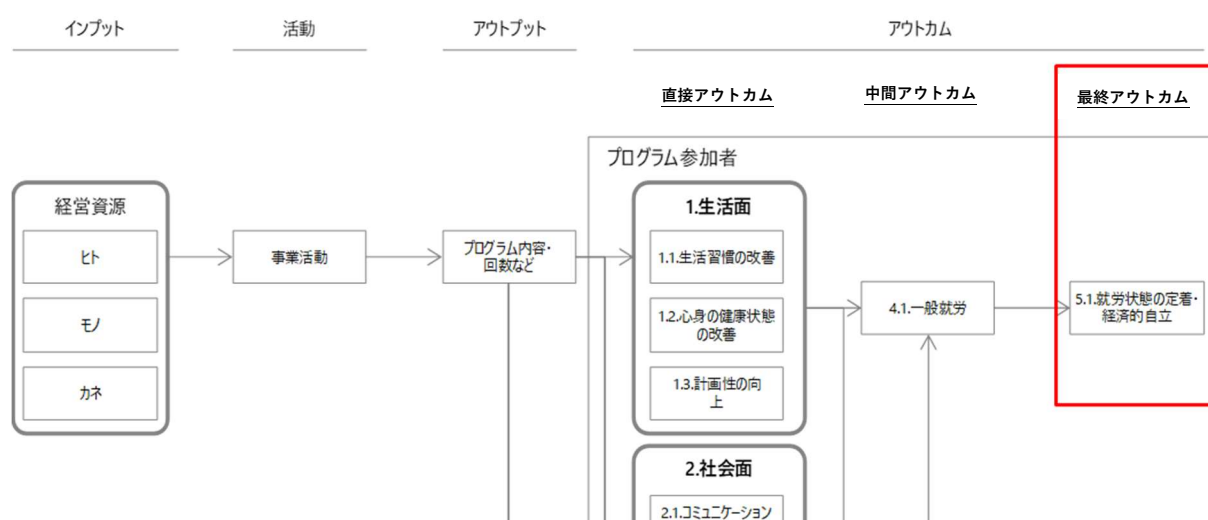 インプット
活動
アウトプット
アウトカム
直接アウトカム
中間アウトカム
最終アウトカム
プログラム参加者
経営資源
ヒト
モノ
カネ
事業活動
プログラム内容・
回数など
1.生活面
1.1.生活習慣の改善
1.2.心身の健康状態
の改善
1.3.計画性の向
上
4.1.一般就労
5.1.就労状態の定着・
経済的自立
2.社会面
2.1.コミュニケーション